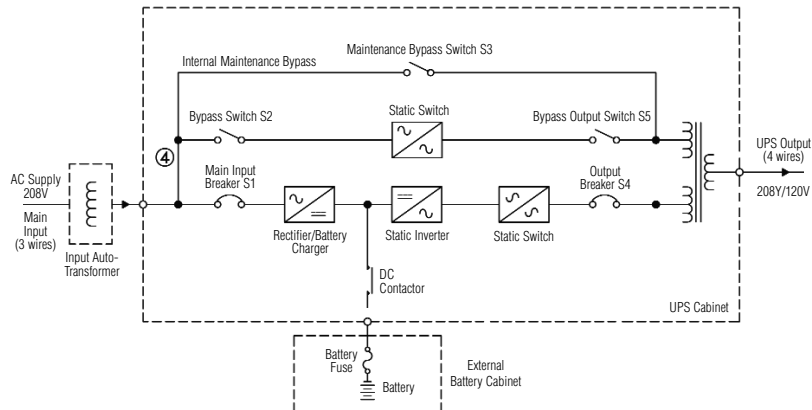 Maintenance Bypass Switch S3
Internal Maintenance Bypass
Bypass Switch S2
Static Switch
Bypass Output Switch S5
4
UPS Output
(4 wires)
208Y/120V
AC Supply
208V
Main
Input
(3 wires)
Input Auto-
Transformer
Main Input
Breaker S1
Output
Breaker S4
Rectifier/Battery
Charger
Static Inverter
Static Switch
DC
Contactor
UPS Cabinet
Battery
Fuse
Battery
External
Battery Cabinet